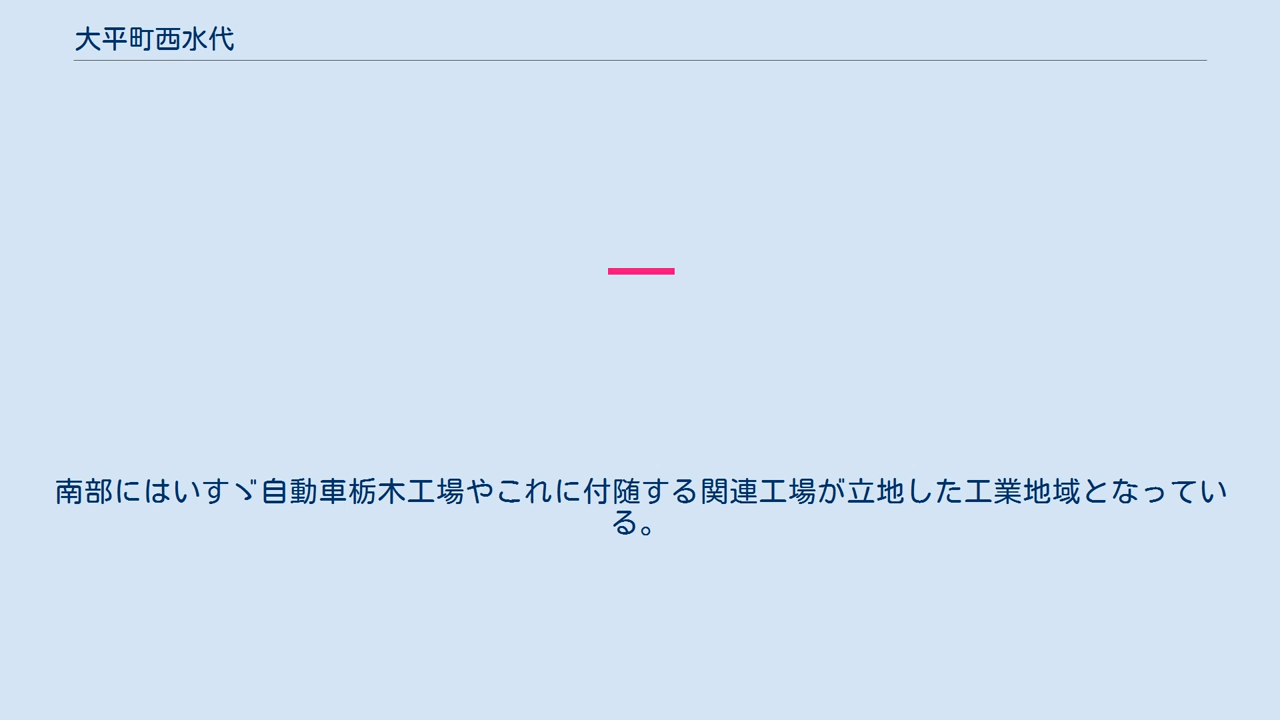 大平町西水代
南部にはいすゞ自動車栃木工場やこれに付随する関連工場が立地した工業地域となってい
る。